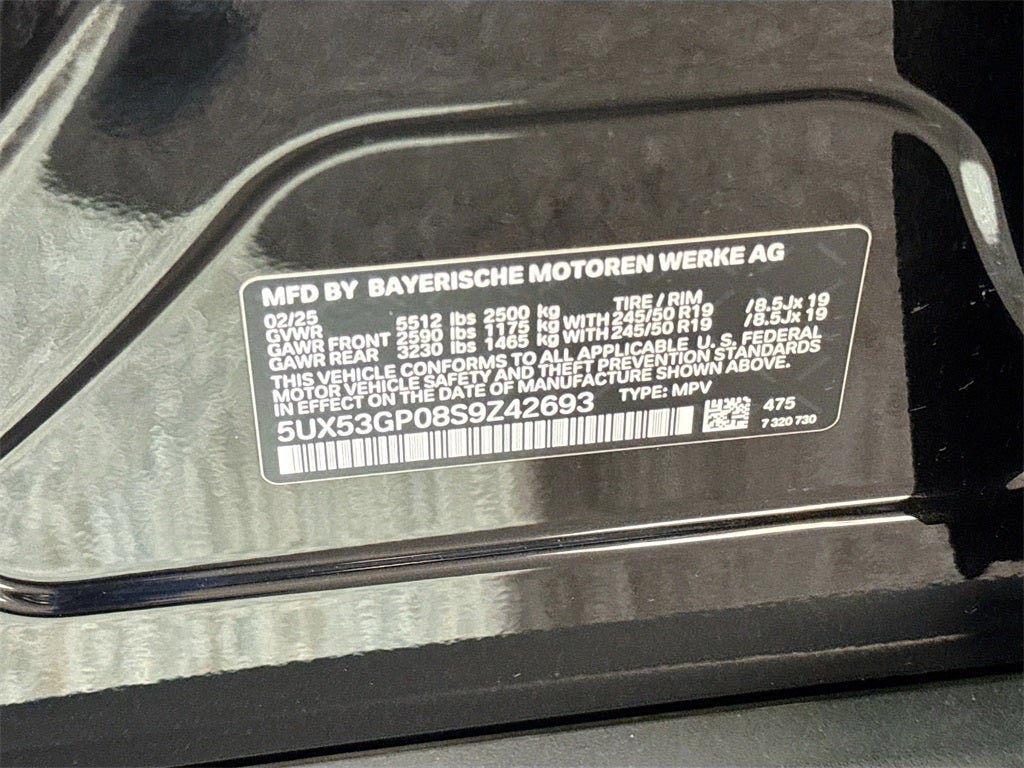 MFD BY BAYERISCHE MOTOREN WERKE AG
02/25 TIRE / RIM
GVWR 5512 lbs 2500 kg
GAWR FRONT 2590 lbs 1175 kg WITH 245/50 R19 /8.5Jx 19
GAWR REAR 3230 lbs 1465 kg WITH 245/50 R19 /8.5Jx 19
THIS VEHICLE CONFORMS TO ALL APPLICABLE U. S. FEDERAL
MOTOR VEHICLE SAFETY AND THEFT PREVENTION STANDARDS
IN EFFECT ON THE DATE OF MANUFACTURE SHOWN ABOVE.
5UX53GP08S9Z42693 TYPE: MPV
475
7 320 730